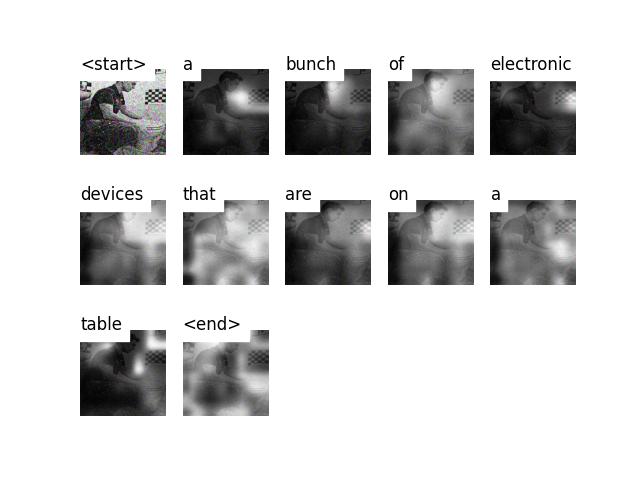 <start> a bunch of electronic
devices that are on a
table <end>